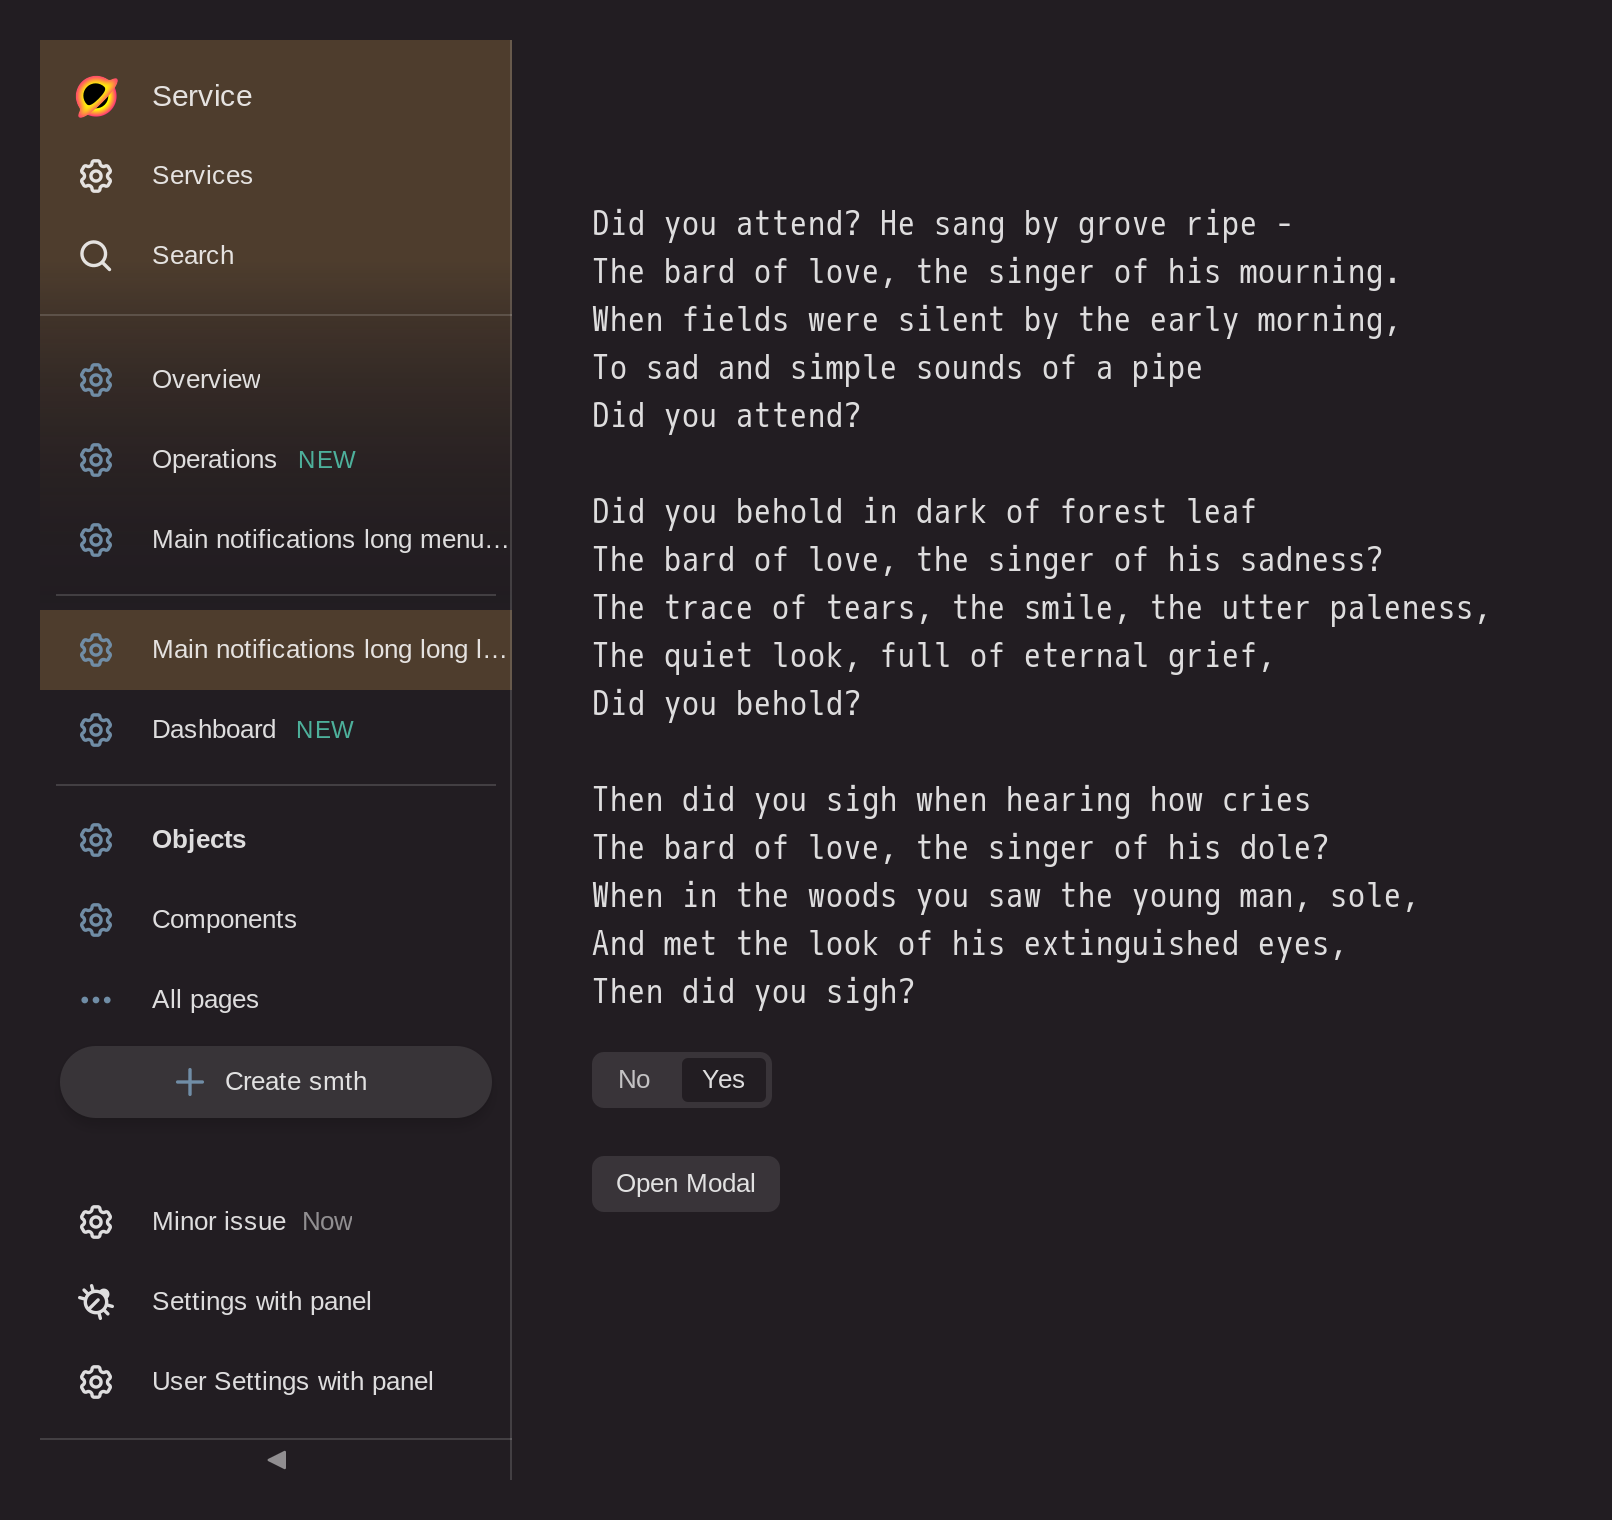 Service
Services
Search
Overview
Operations NEW
Main notifications long menu…
Main notifications long long l…
Dashboard NEW
Objects
Components
All pages
Create smth
Minor issue Now
Settings with panel
User Settings with panel
Did you attend? He sang by grove ripe -
The bard of love, the singer of his mourning.
When fields were silent by the early morning,
To sad and simple sounds of a pipe
Did you attend?
Did you behold in dark of forest leaf
The bard of love, the singer of his sadness?
The trace of tears, the smile, the utter paleness,
The quiet look, full of eternal grief,
Did you behold?
Then did you sigh when hearing how cries
The bard of love, the singer of his dole?
When in the woods you saw the young man, sole,
And met the look of his extinguished eyes,
Then did you sigh?
No Yes
Open Modal